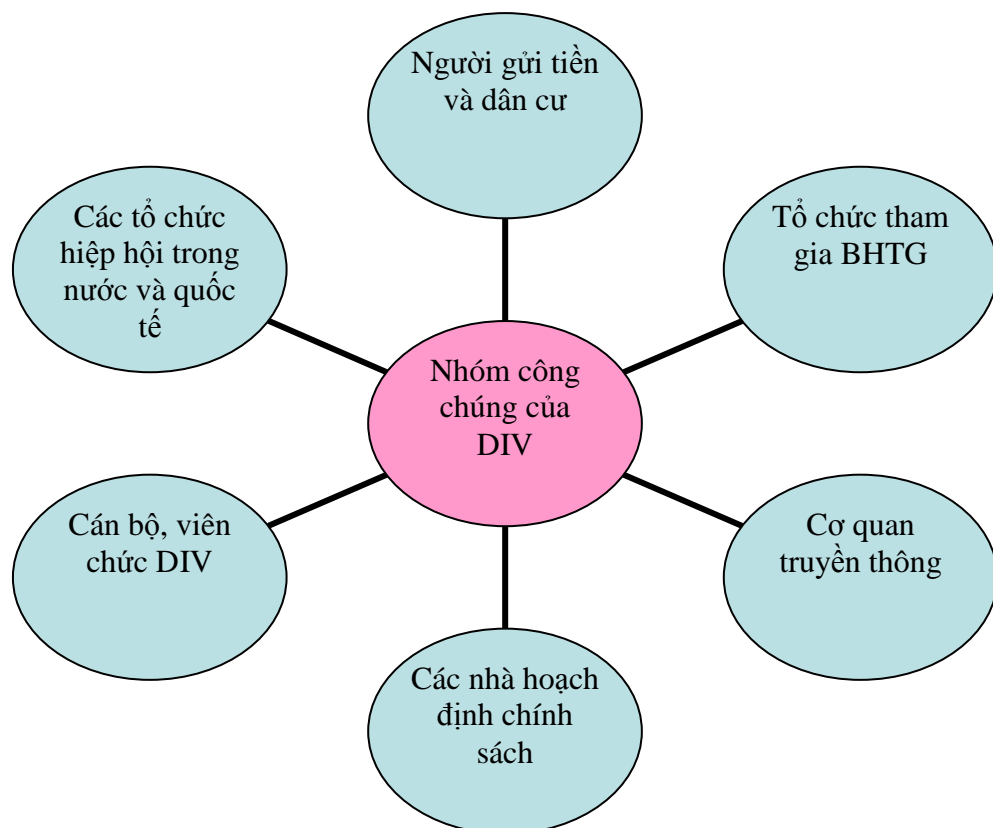 Người gửi tiền
và dân cư
Các tổ chức
hiệp hội trong
nước và quốc
tế
Tổ chức tham
gia BHTG
Nhóm công
chúng của
DIV
Cán bộ, viên
chức DIV
Cơ quan
truyền thông
Các nhà hoạch
định chính
sách